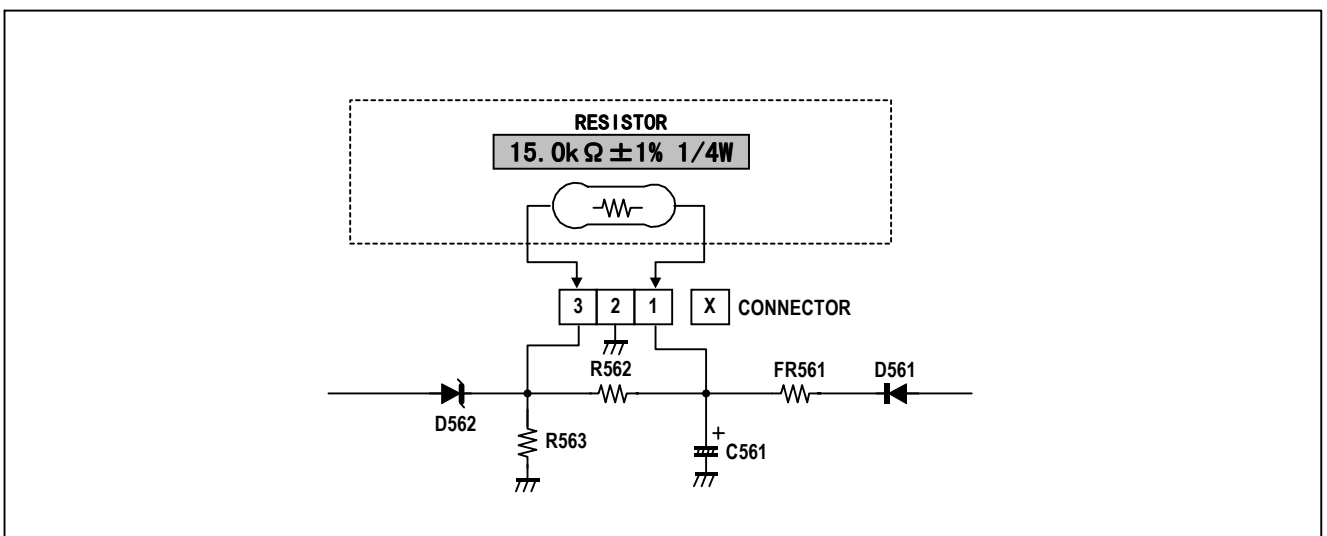 RESISTOR
15.0kΩ±1% 1/4W
3 2 1 X CONNECTOR
R562 FR561 D561
D562
R563
+
C561